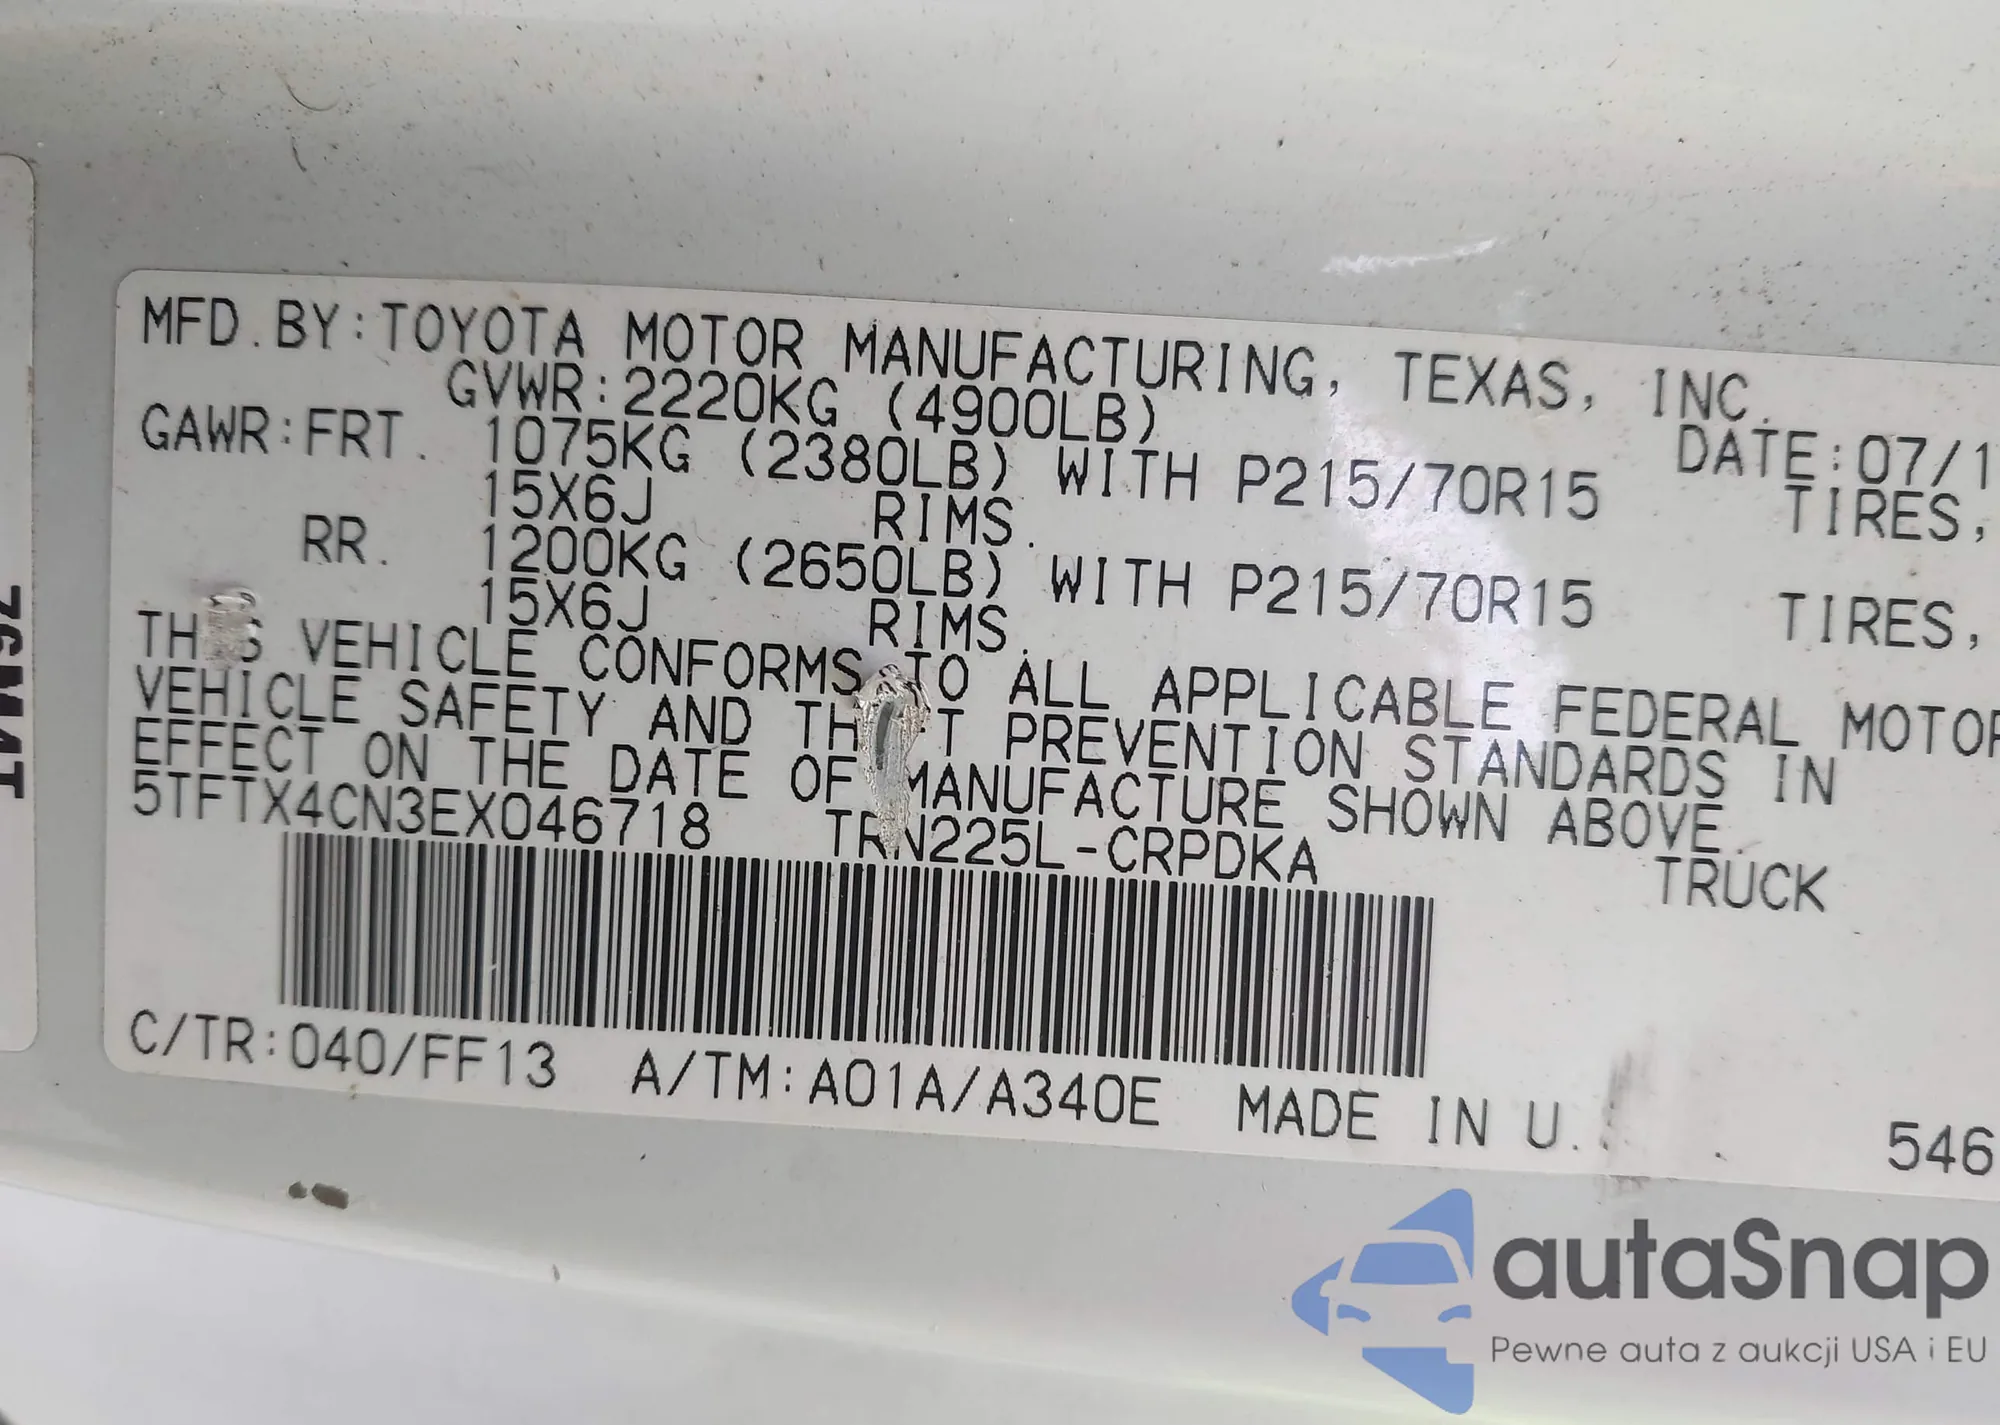 MFD.BY:TOYOTA MOTOR MANUFACTURING, TEXAS, INC.
GVWR:2220KG (4900LB) DATE:07/1
GAWR:FRT. 1075KG (2380LB) WITH P215/70R15 TIRES,
15X6J RIMS.
RR. 1200KG (2650LB) WITH P215/70R15 TIRES,
15X6J RIMS.
VEHICLE CONFORMS TO ALL APPLICABLE FEDERAL MOTOR
VEHICLE SAFETY AND PREVENTION STANDARDS IN
EFFECT ON THE DATE OF MANUFACTURE SHOWN ABOVE.
5TFTX4CN3EX046718 TRN225L-CRPDKA TRUCK
C/TR:040/FF13 A/TM:A01A/A340E MADE IN U.
546
autaSnap
Pewne auta z aukcji USA i EU